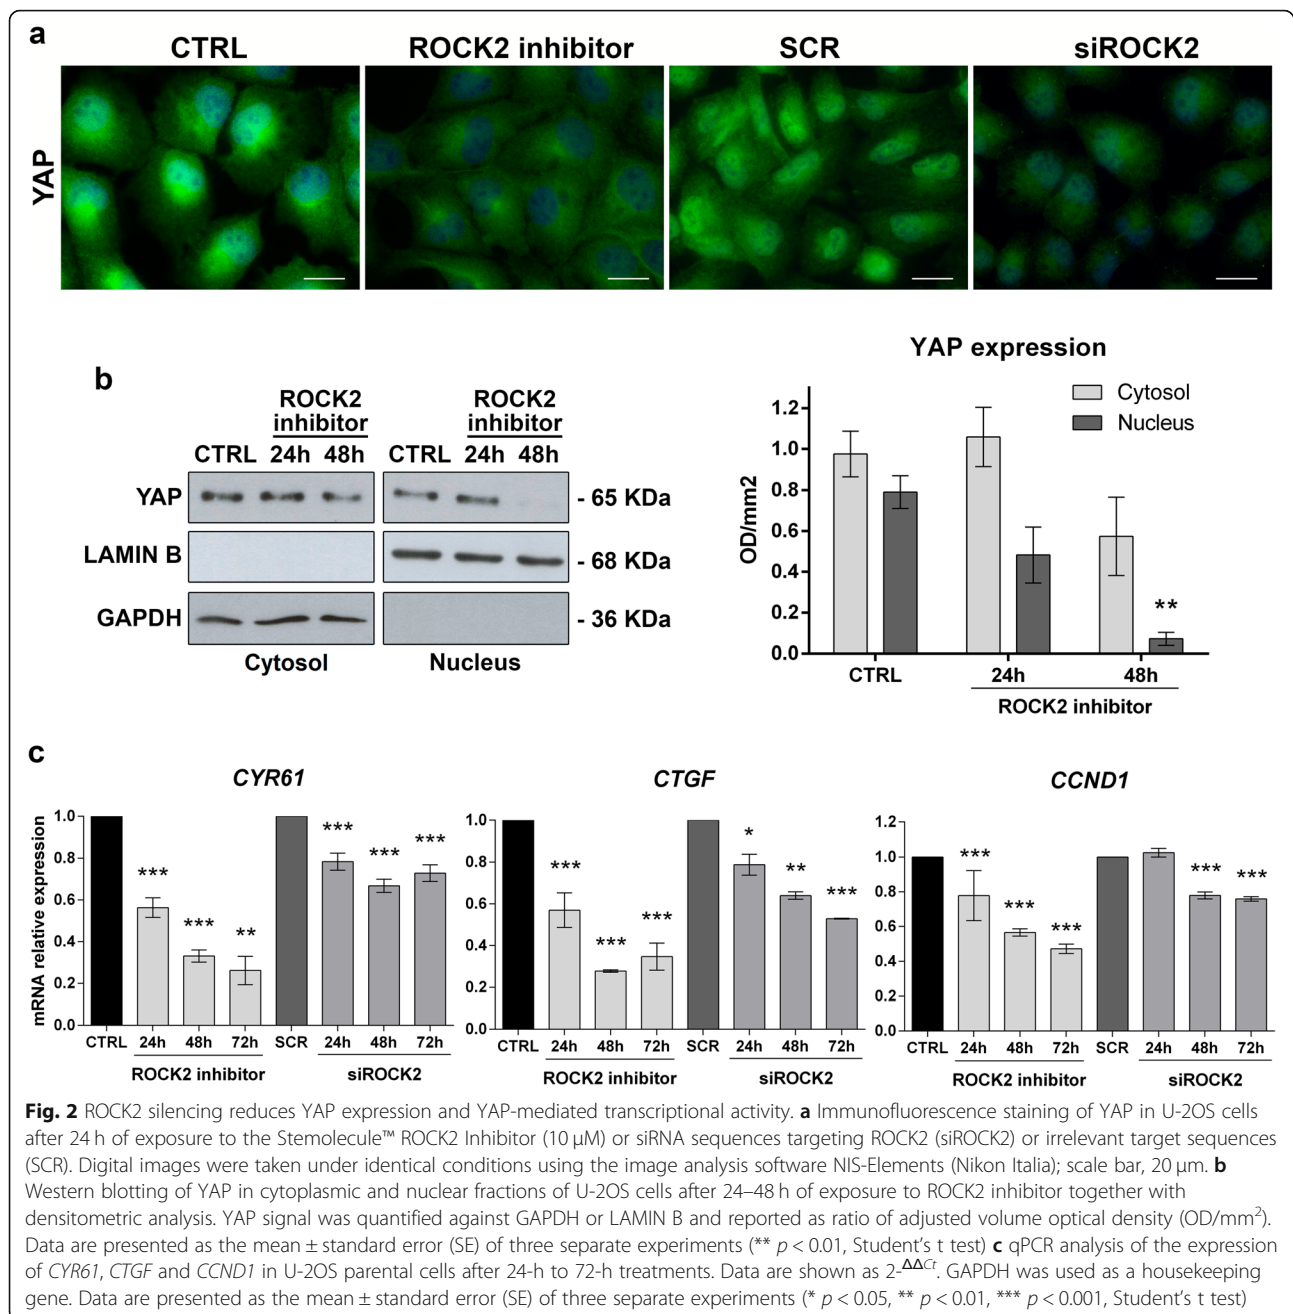 a
CTRL ROCK2 inhibitor SCR siROCK2
YAP
b
ROCK2 inhibitor ROCK2 inhibitor
CTRL 24h 48h CTRL 24h 48h
YAP - 65 KDa
LAMIN B - 68 KDa
GAPDH - 36 KDa
Cytosol Nucleus
YAP expression
Cytosol
Nucleus
OD/mm2
1.2
1.0
0.8
0.6
0.4
0.2
0.0
**
CTRL 24h 48h
ROCK2 inhibitor
c
CYR61
mRNA relative expression
1.0
0.8
0.6
0.4
0.2
0.0
*** *** ** *** *** ***
CTRL 24h 48h 72h SCR 24h 48h 72h
ROCK2 inhibitor siROCK2
CTGF
1.0
0.8
0.6
0.4
0.2
0.0
*** *** *** * ** ***
CTRL 24h 48h 72h SCR 24h 48h 72h
ROCK2 inhibitor siROCK2
CCND1
1.2
1.0
0.8
0.6
0.4
0.2
0.0
*** *** *** *** ***
CTRL 24h 48h 72h SCR 24h 48h 72h
ROCK2 inhibitor siROCK2
Fig. 2 ROCK2 silencing reduces YAP expression and YAP-mediated transcriptional activity. a Immunofluorescence staining of YAP in U-2OS cells
after 24 h of exposure to the Stemolecule™ ROCK2 Inhibitor (10 μM) or siRNA sequences targeting ROCK2 (siROCK2) or irrelevant target sequences
(SCR). Digital images were taken under identical conditions using the image analysis software NIS-Elements (Nikon Italia); scale bar, 20 μm. b
Western blotting of YAP in cytoplasmic and nuclear fractions of U-2OS cells after 24–48 h of exposure to ROCK2 inhibitor together with
densitometric analysis. YAP signal was quantified against GAPDH or LAMIN B and reported as ratio of adjusted volume optical density (OD/mm²).
Data are presented as the mean ± standard error (SE) of three separate experiments (** p < 0.01, Student's t test) c qPCR analysis of the expression
of CYR61, CTGF and CCND1 in U-2OS parental cells after 24-h to 72-h treatments. Data are shown as 2-ΔΔCt. GAPDH was used as a housekeeping
gene. Data are presented as the mean ± standard error (SE) of three separate experiments (* p < 0.05, ** p < 0.01, *** p < 0.001, Student's t test)